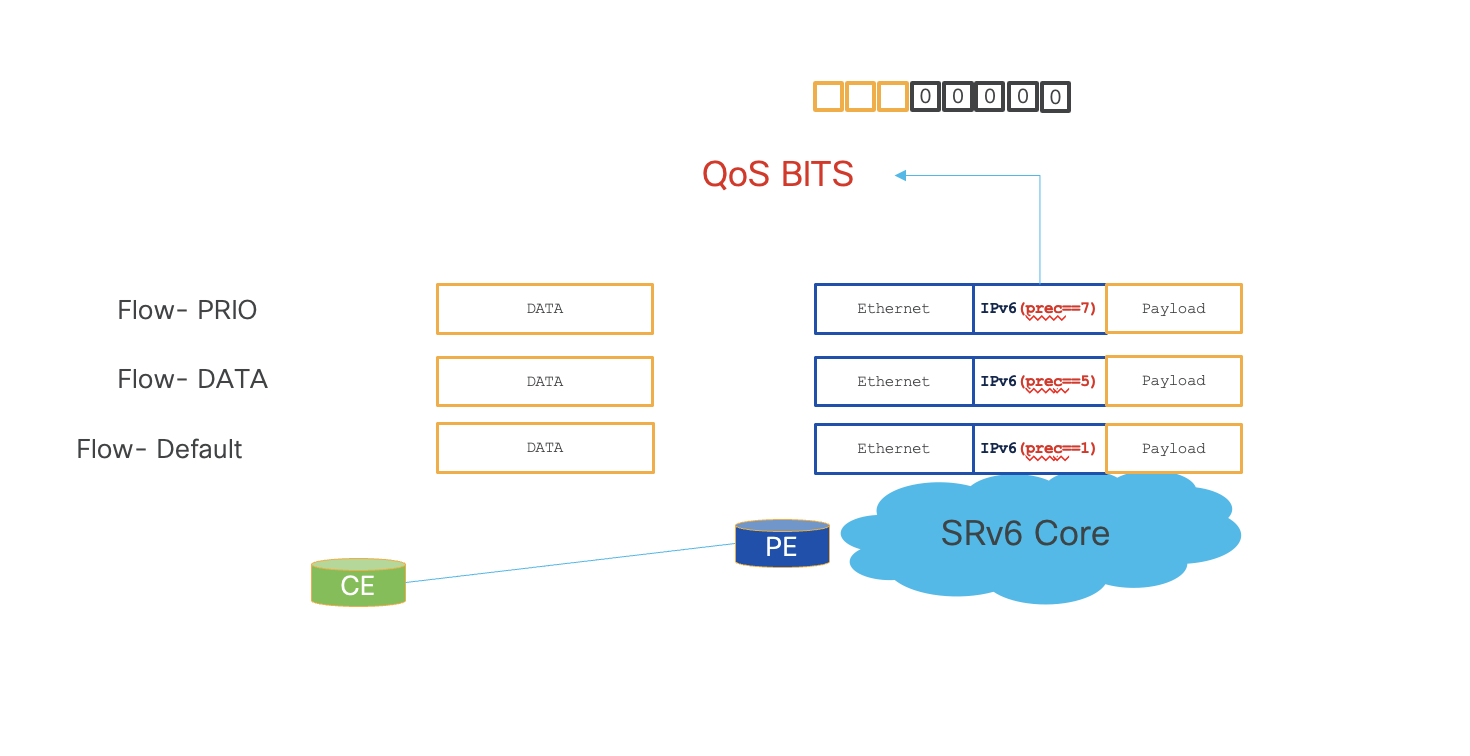 0 0 0 0 0
QoS BITS
Flow- PRIO DATA Ethernet IPv6(prec==7) Payload
Flow- DATA DATA Ethernet IPv6(prec==5) Payload
Flow- Default DATA Ethernet IPv6(prec==1) Payload
SRv6 Core
PE
CE